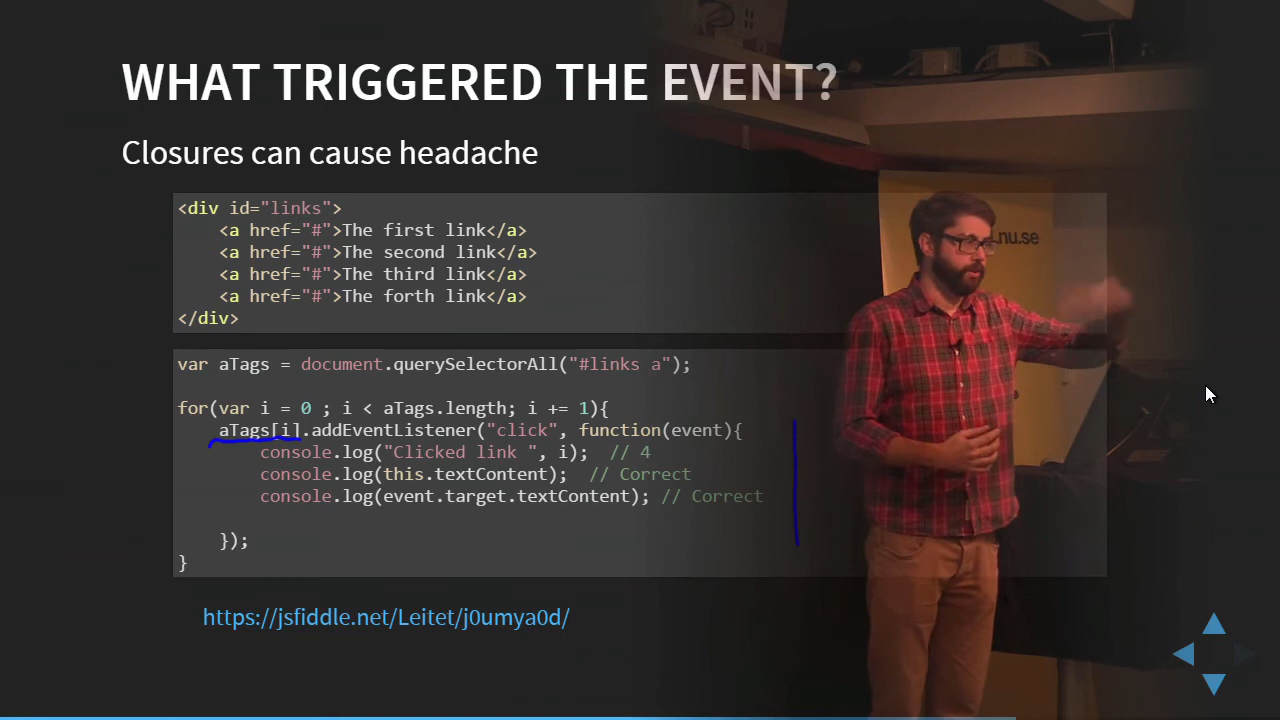 WHAT TRIGGERED THE EVENT?
Closures can cause headache
<div id="links">
    <a href="#">The first link</a>
    <a href="#">The second link</a>
    <a href="#">The third link</a>
    <a href="#">The forth link</a>
</div>
lnu.se
var aTags = document.querySelectorAll("#links a");
for(var i = 0 ; i < aTags.length; i += 1){
    aTags[i].addEventListener("click", function(event){
        console.log("Clicked link ", i);  // 4
        console.log(this.textContent);  // Correct
        console.log(event.target.textContent); // Correct
    });
}
https://jsfiddle.net/Leitet/j0umya0d/